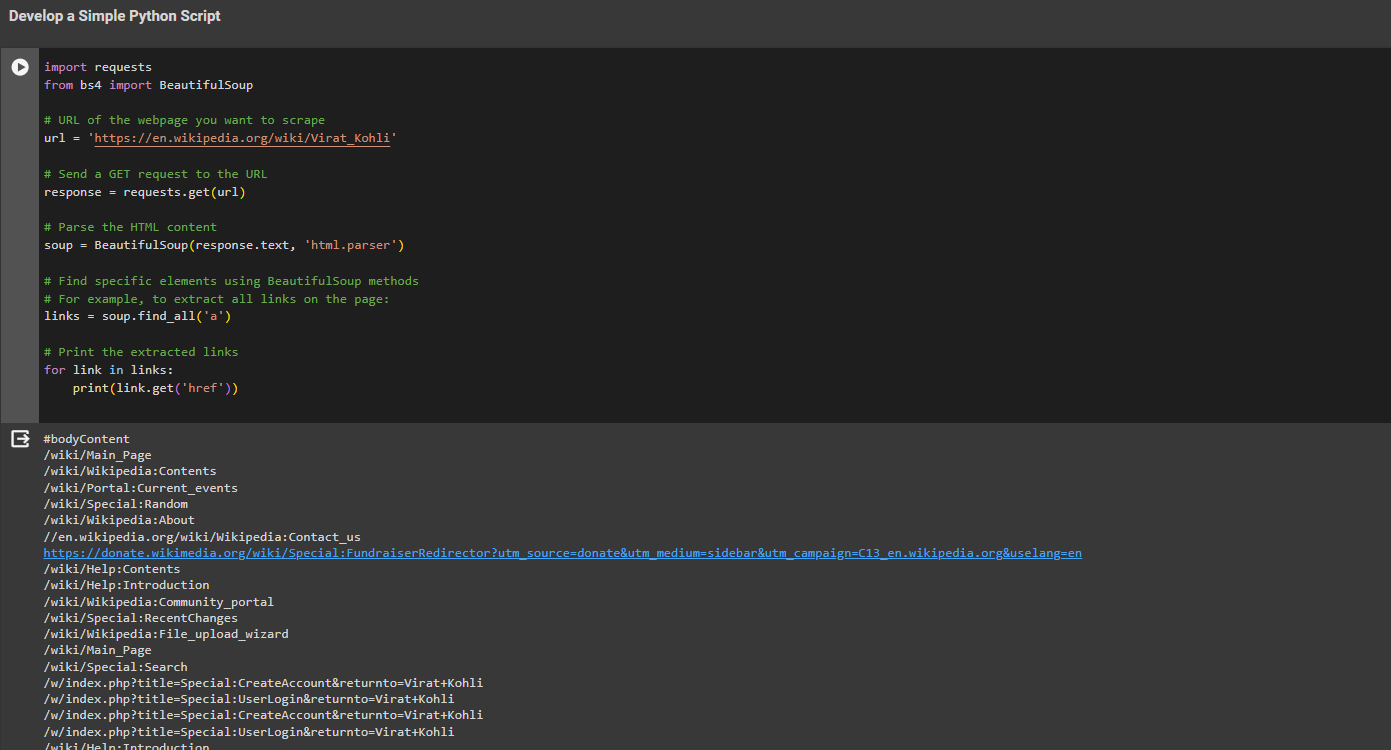 Develop a Simple Python Script
import requests
from bs4 import BeautifulSoup
# URL of the webpage you want to scrape
url = 'https://en.wikipedia.org/wiki/Virat_Kohli'
# Send a GET request to the URL
response = requests.get(url)
# Parse the HTML content
soup = BeautifulSoup(response.text, 'html.parser')
# Find specific elements using BeautifulSoup methods
# For example, to extract all links on the page:
links = soup.find_all('a')
# Print the extracted links
for link in links:
    print(link.get('href'))
#bodyContent
/wiki/Main_Page
/wiki/Wikipedia:Contents
/wiki/Portal:Current_events
/wiki/Special:Random
/wiki/Wikipedia:About
//en.wikipedia.org/wiki/Wikipedia:Contact_us
https://donate.wikimedia.org/wiki/Special:FundraiserRedirector?utm_source=donate&utm_medium=sidebar&utm_campaign=C13_en.wikipedia.org&uselang=en
/wiki/Help:Contents
/wiki/Help:Introduction
/wiki/Wikipedia:Community_portal
/wiki/Special:RecentChanges
/wiki/Wikipedia:File_upload_wizard
/wiki/Main_Page
/wiki/Special:Search
/w/index.php?title=Special:CreateAccount&returnto=Virat+Kohli
/w/index.php?title=Special:UserLogin&returnto=Virat+Kohli
/w/index.php?title=Special:CreateAccount&returnto=Virat+Kohli
/w/index.php?title=Special:UserLogin&returnto=Virat+Kohli
/wiki/Help:Introduction